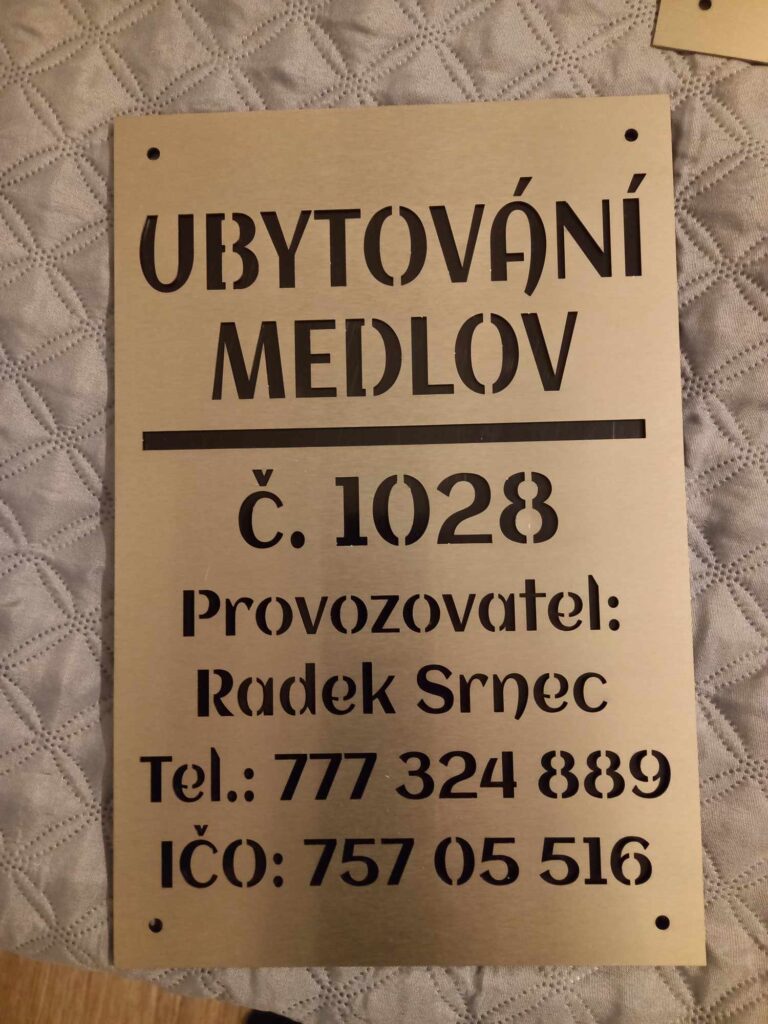 UBYTOVÁNÍ
MEDLOV
č. 1028
Provozovatel:
Radek Srnec
Tel.: 777 324 889
IČO: 757 05 516